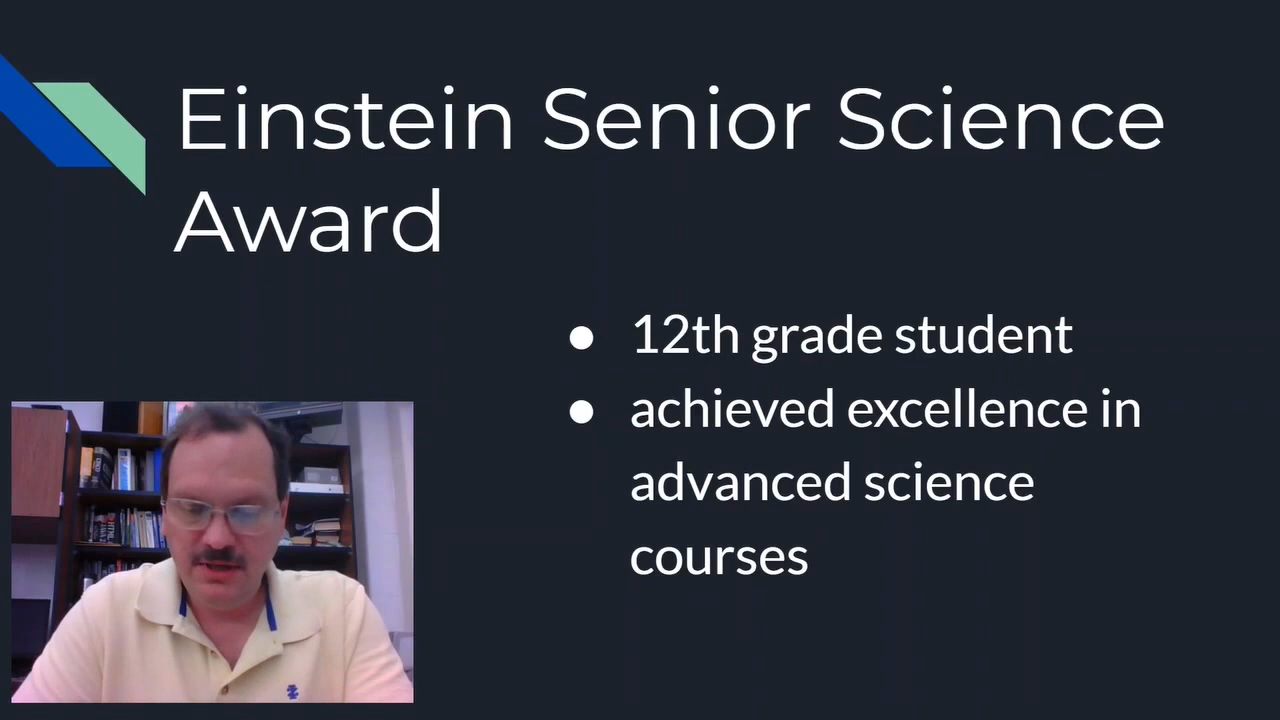 Einstein Senior Science
Award
● 12th grade student
● achieved excellence in
advanced science
courses